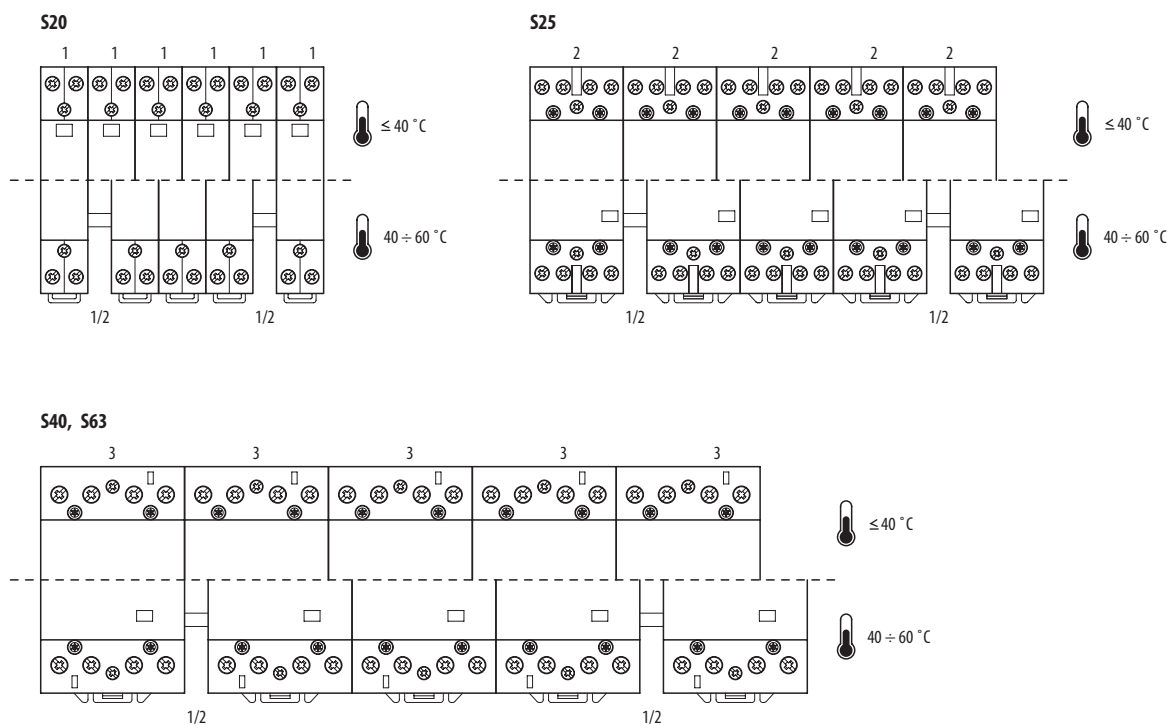 S20
1 1 1 1 1 1
≤ 40 ˚C
40 ÷ 60 ˚C
1/2 1/2
S25
2 2 2 2 2
≤ 40 ˚C
40 ÷ 60 ˚C
1/2 1/2
S40, S63
3 3 3 3 3
≤ 40 ˚C
40 ÷ 60 ˚C
1/2 1/2